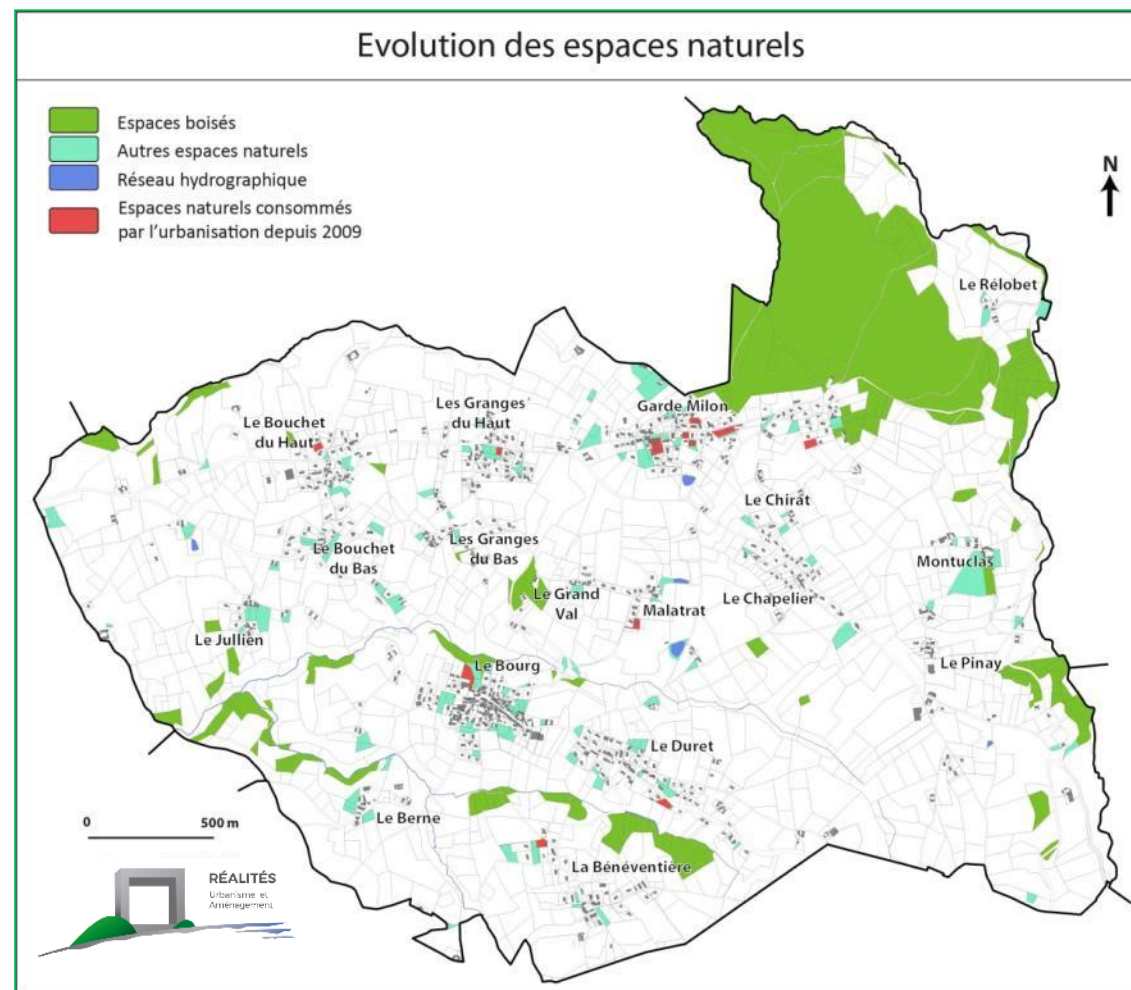 Evolution des espaces naturels
Espaces boisés
Autres espaces naturels
Réseau hydrographique
Espaces naturels consommés
par l'urbanisation depuis 2009
N
Le Rélobet
Garde Milon
Les Granges
du Haut
Le Bouchet
du Haut
Le Chirat
Les Granges
du Bas
Le Bouchet
du Bas
Montuclas
Le Grand
Val
Malatrat
Le Chapelier
Le Jullien
Le Bourg
Le Pinay
Le Duret
Le Berne
La Bénéventière
0 500 m
RÉALITÉS
Urbanisme et
Aménagement